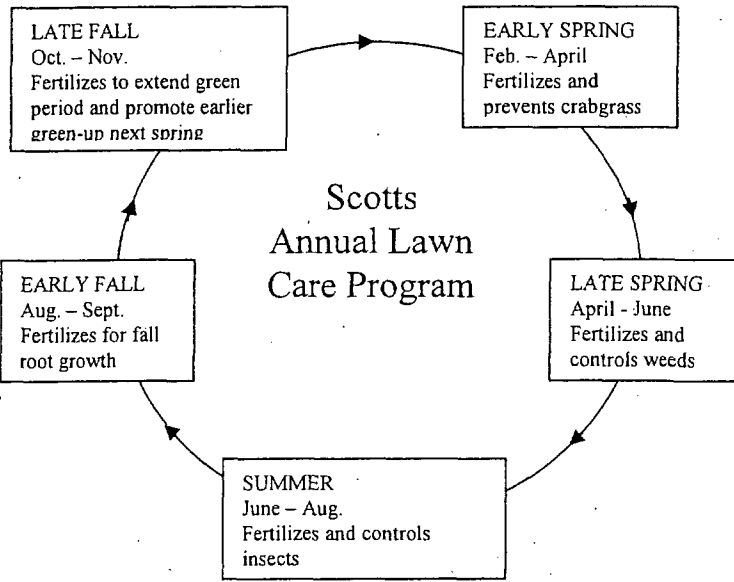 LATE FALL
Oct. – Nov.
Fertilizes to extend green
period and promote earlier
green-up next spring
EARLY SPRING
Feb. – April
Fertilizes and
prevents crabgrass
Scotts
Annual Lawn
Care Program
EARLY FALL
Aug. – Sept.
Fertilizes for fall
root growth
LATE SPRING
April - June
Fertilizes and
controls weeds
SUMMER
June – Aug.
Fertilizes and controls
insects